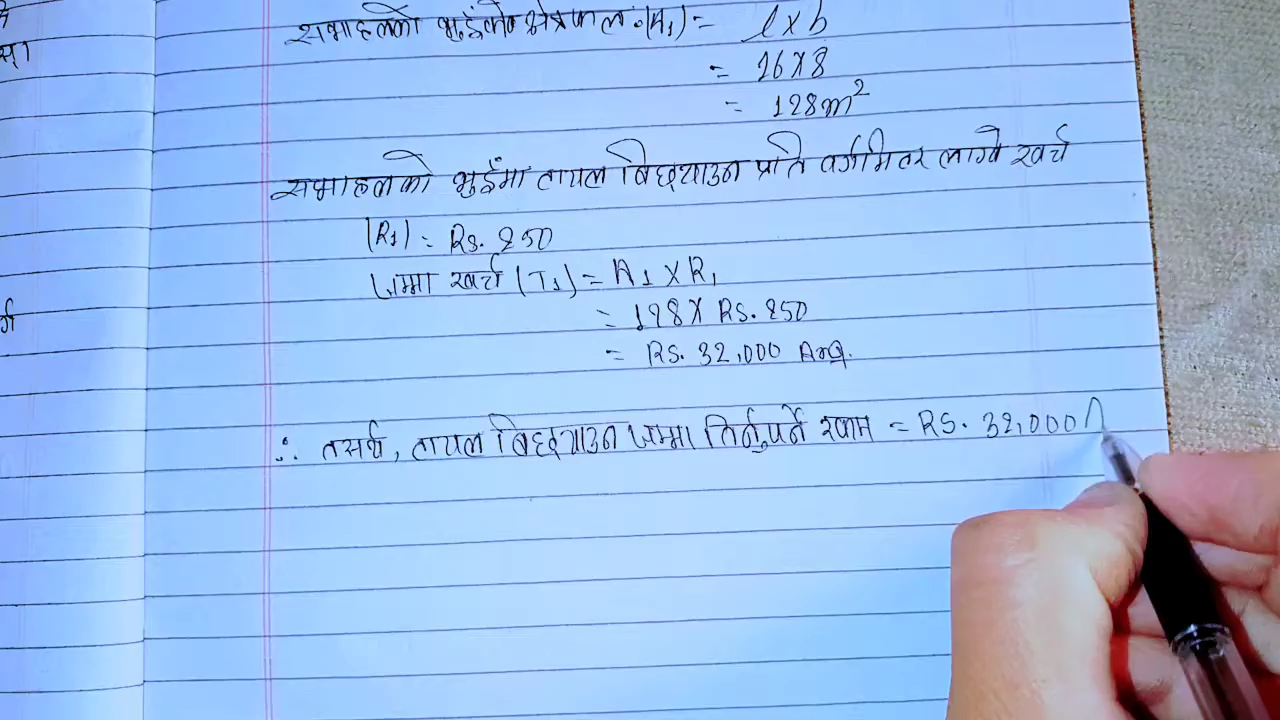 सभाहलको भुइँको क्षेत्रफल (A₁) = l x b
= 16 x 8
= 128 m²
सभाहलको भुइँमा टायल बिछ्याउन प्रति वर्गमिटर लाग्ने खर्च
(R₁) = Rs. 250
जम्मा खर्च (T₁) = A₁ x R₁
= 128 x Rs. 250
= Rs. 32,000 Ans.
∴ तसर्थ, टायल बिछ्याउन जम्मा तिर्नुपर्ने रकम = Rs. 32,000 A